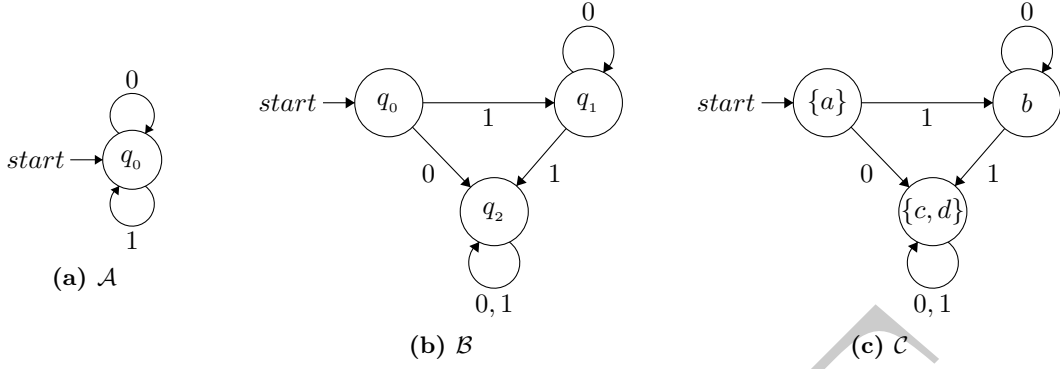 0
start
q0
1
(a) 𝒜
start
q0
1
0
q1
0
1
q2
0, 1
(b) ℬ
start
{a}
1
0
b
0
1
{c, d}
0, 1
(c) 𝒞